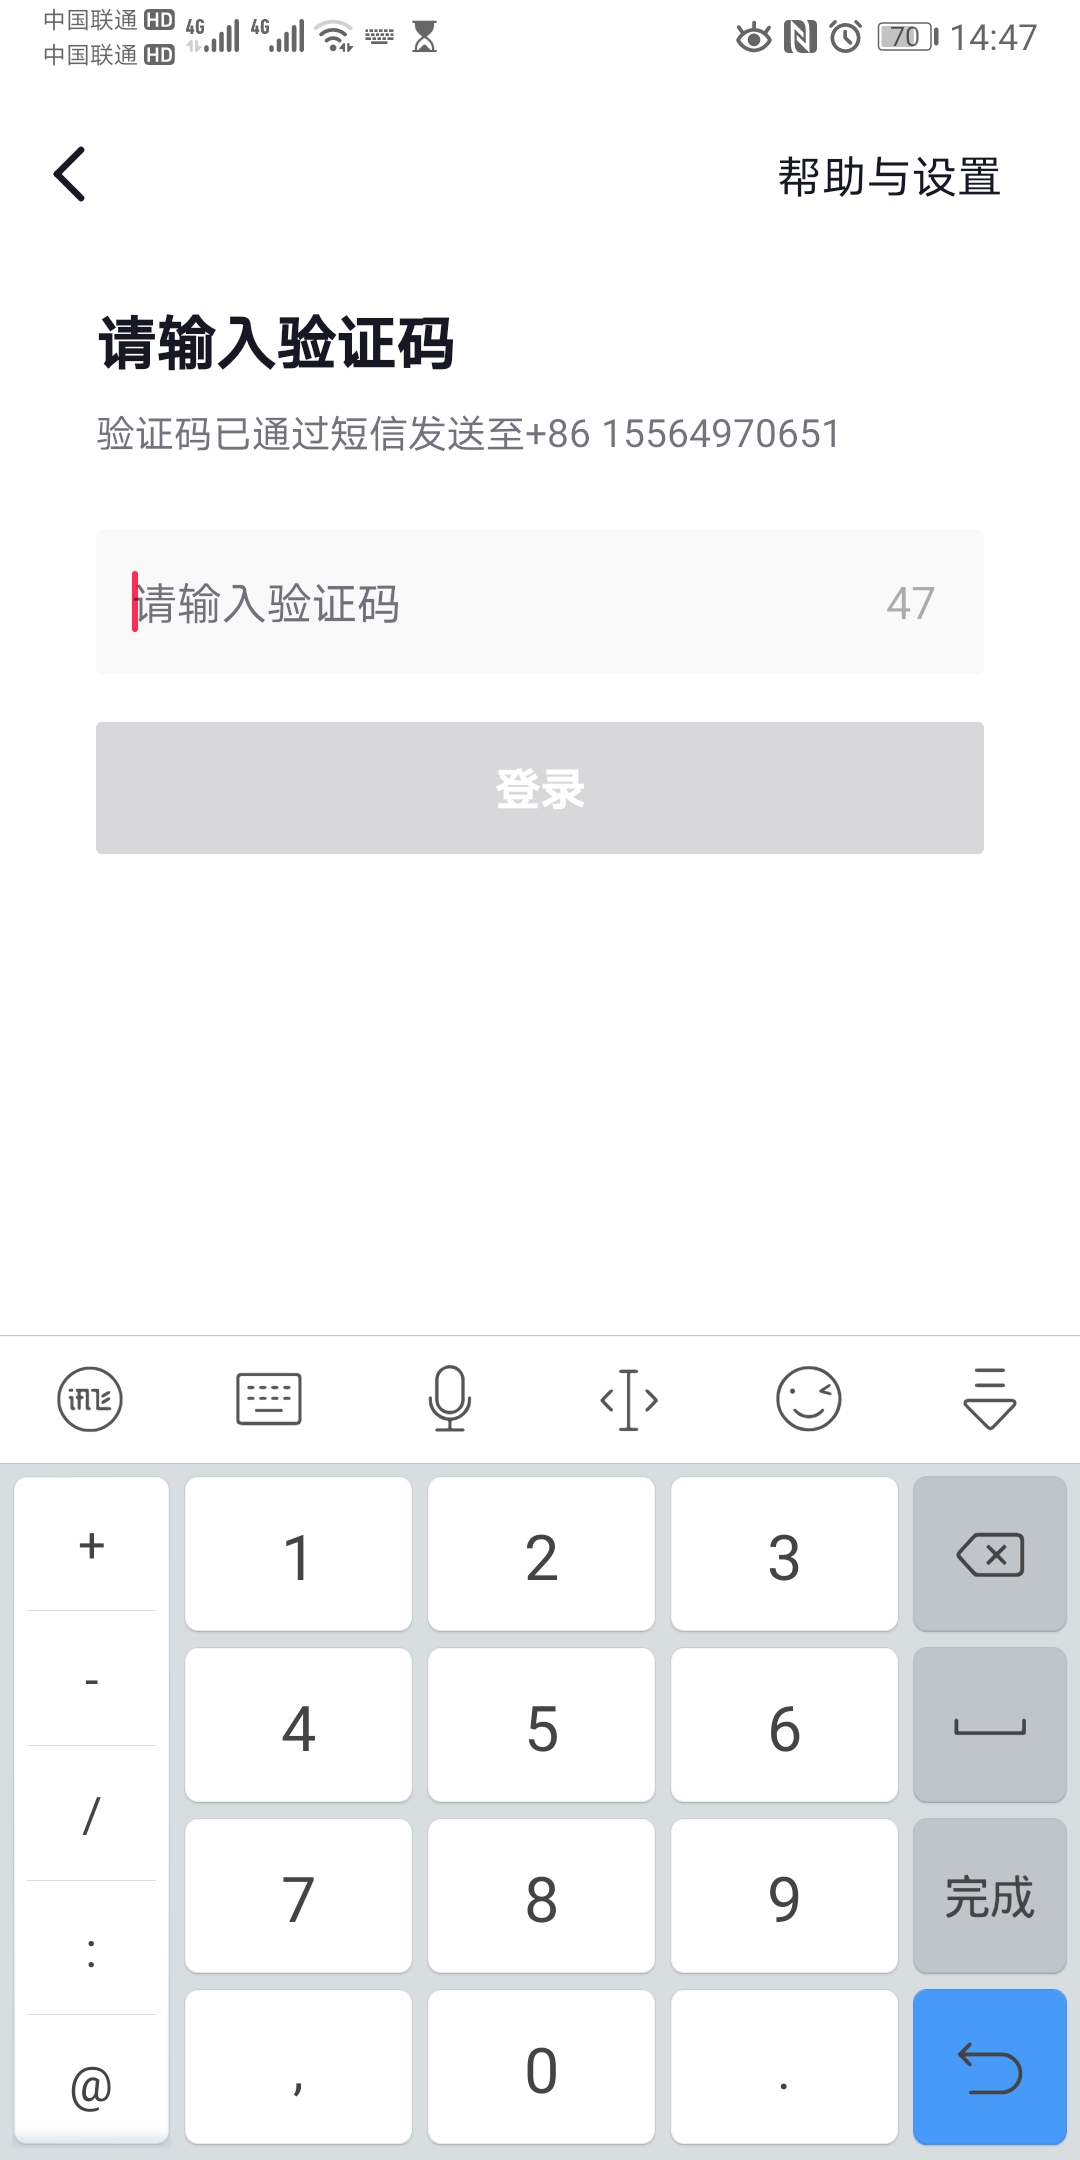 中国联通 HD 4G 4G 70 14:47
中国联通 HD
帮助与设置
请输入验证码
验证码已通过短信发送至+86 15564970651
请输入验证码 47
登录
+ 1 2 3
- 4 5 6
/ 7 8 9 完成
:
@ , 0 .